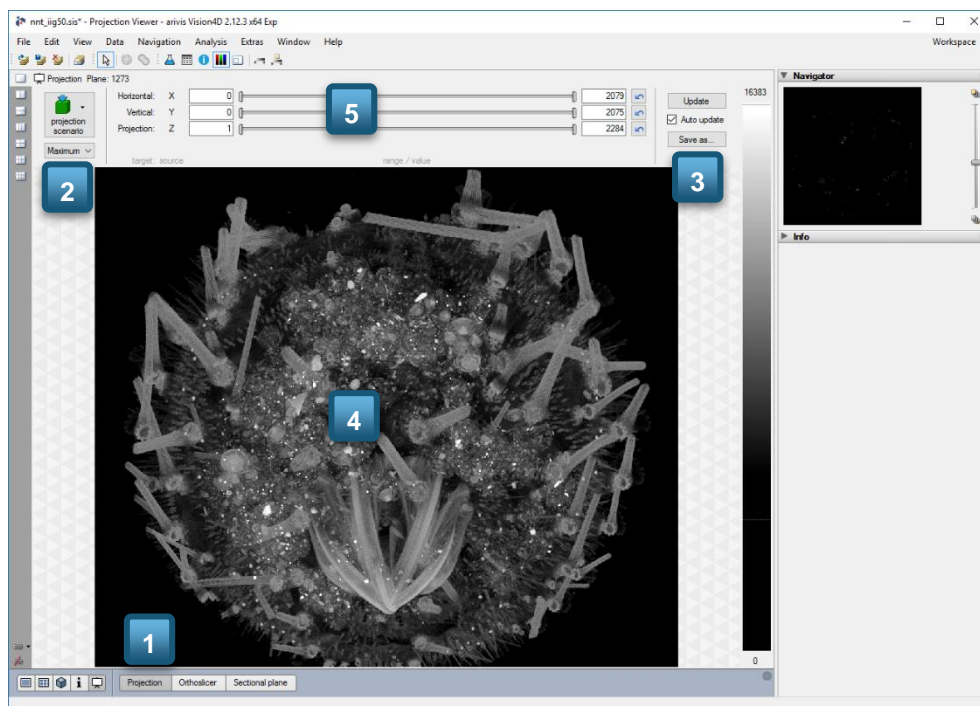 nnt_iig50.sis* - Projection Viewer - arivis Vision4D 2.12.3 x64 Exp
File Edit View Data Navigation Analysis Extras Window Help Workspace
Projection Plane: 1273
Navigator
projection
scenario
Maximum
Horizontal: X 0 2079
Vertical: Y 0 2075
Projection: Z 1 2284
target: source range / value
Update
Auto update
Save as...
16383
5
2
3
Info
4
1
0
3D
Projection Orthoslicer Sectional plane